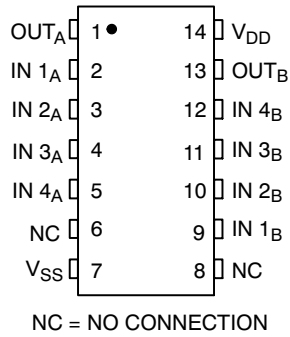 OUTA 1 14 VDD
IN 1A 2 13 OUTB
IN 2A 3 12 IN 4B
IN 3A 4 11 IN 3B
IN 4A 5 10 IN 2B
NC 6 9 IN 1B
VSS 7 8 NC
NC = NO CONNECTION